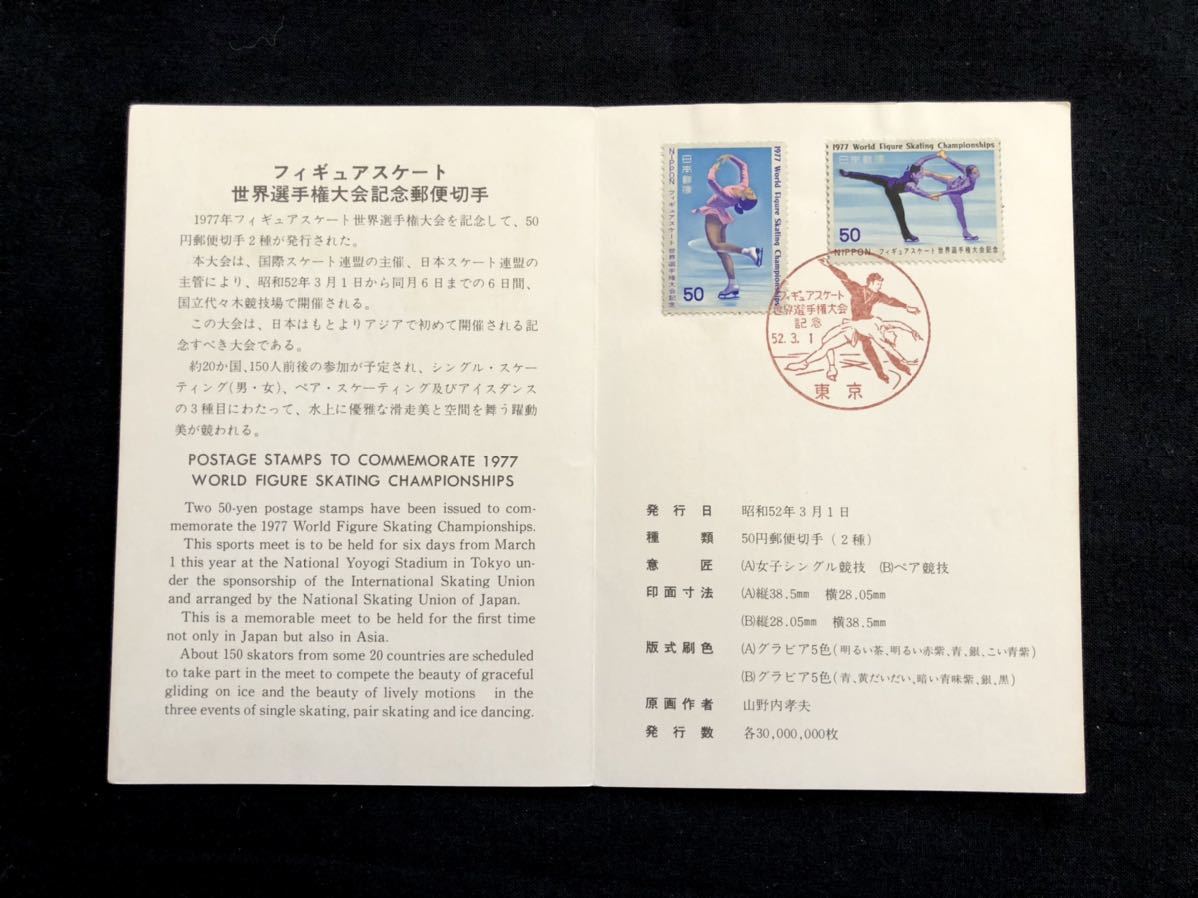 フィギュアスケート
世界選手権大会記念郵便切手
1977年フィギュアスケート世界選手権大会を記念して、50
円郵便切手2種が発行された。
本大会は、国際スケート連盟の主催、日本スケート連盟の
主管により、昭和52年3月1日から同月6日までの6日間、
国立代々木競技場で開催される。
この大会は、日本はもとよりアジアで初めて開催される記
念すべき大会である。
約20か国、150人前後の参加が予定され、シングル・スケー
ティング(男・女)、ペア・スケーティング及びアイスダンス
の3種目にわたって、氷上に優雅な滑走美と空間を舞う躍動
美が競われる。
POSTAGE STAMPS TO COMMEMORATE 1977
WORLD FIGURE SKATING CHAMPIONSHIPS
Two 50-yen postage stamps have been issued to com-
memorate the 1977 World Figure Skating Championships.
This sports meet is to be held for six days from March
1 this year at the National Yoyogi Stadium in Tokyo un-
der the sponsorship of the International Skating Union
and arranged by the National Skating Union of Japan.
This is a memorable meet to be held for the first time
not only in Japan but also in Asia.
About 150 skators from some 20 countries are scheduled
to take part in the meet to compete the beauty of graceful
gliding on ice and the beauty of lively motions in the
three events of single skating, pair skating and ice dancing.
日本郵便
1977 World Figure Skating Championships
NIPPON フィギュアスケート世界選手権大会記念
50
1977 World Figure Skating Championships
日本郵便
50
NIPPON フィギュアスケート世界選手権大会記念
フィギュアスケート
世界選手権大会
記念
52.3.1
東京
発行日 昭和52年3月1日
種類 50円郵便切手(2種)
意匠 (A)女子シングル競技 (B)ペア競技
印面寸法 (A)縦38.5mm 横28.05mm
(B)縦28.05mm 横38.5mm
版式刷色 (A)グラビア5色(明るい茶、明るい赤紫、青、銀、こい青紫)
(B)グラビア5色(青、黄だいだい、暗い青味紫、銀、黒)
原画作者 山野内孝夫
発行数 各30,000,000枚